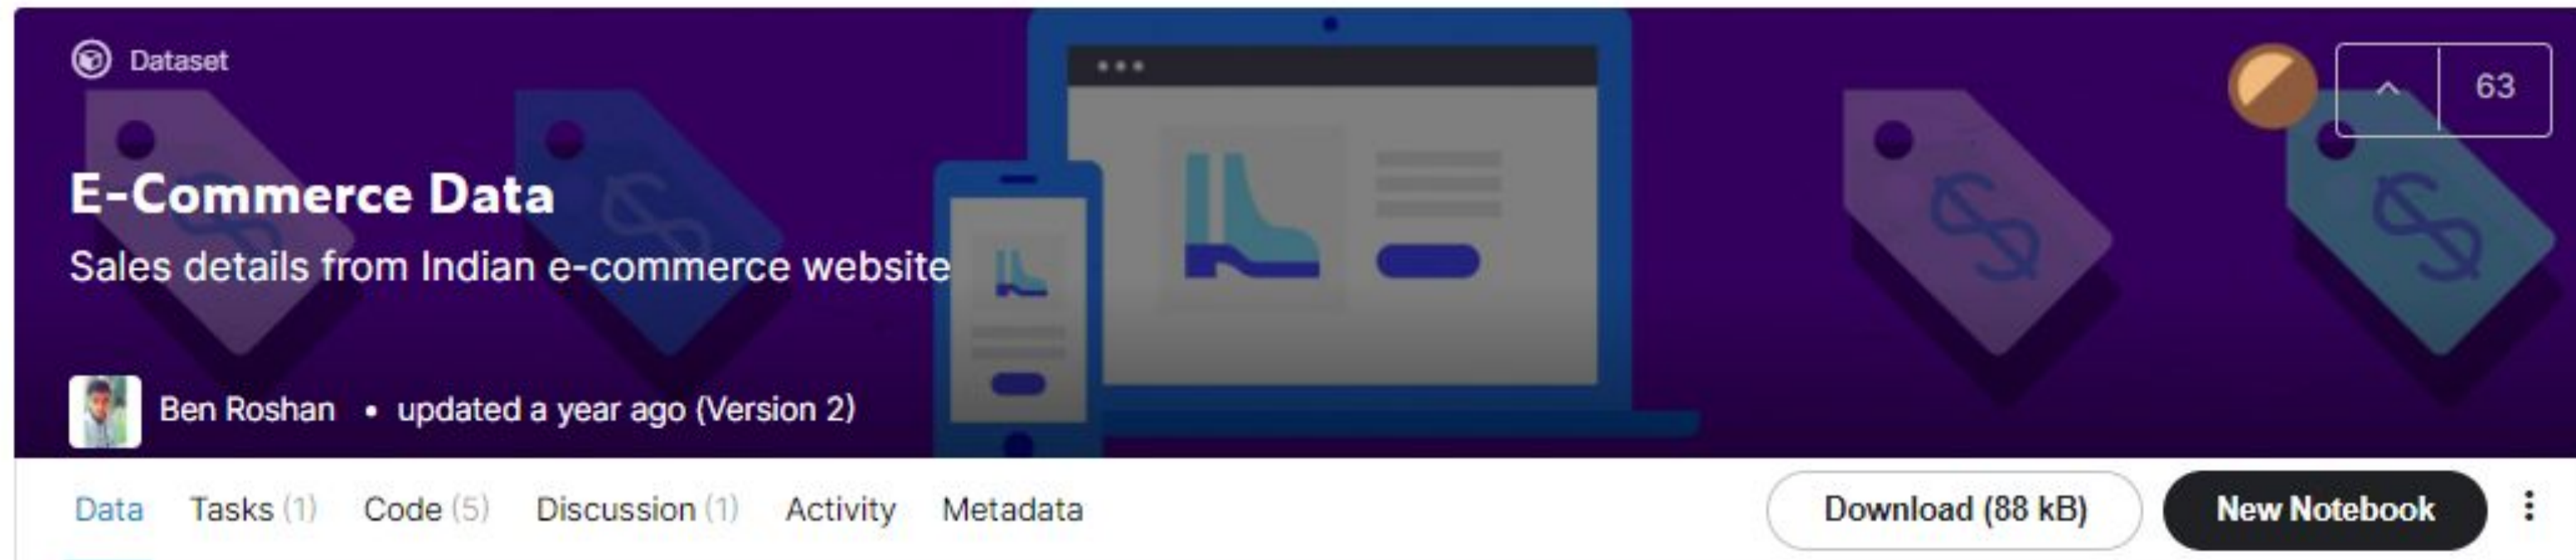 Dataset
63
E-Commerce Data
Sales details from Indian e-commerce website
Ben Roshan • updated a year ago (Version 2)
Data Tasks (1) Code (5) Discussion (1) Activity Metadata Download (88 kB) New Notebook